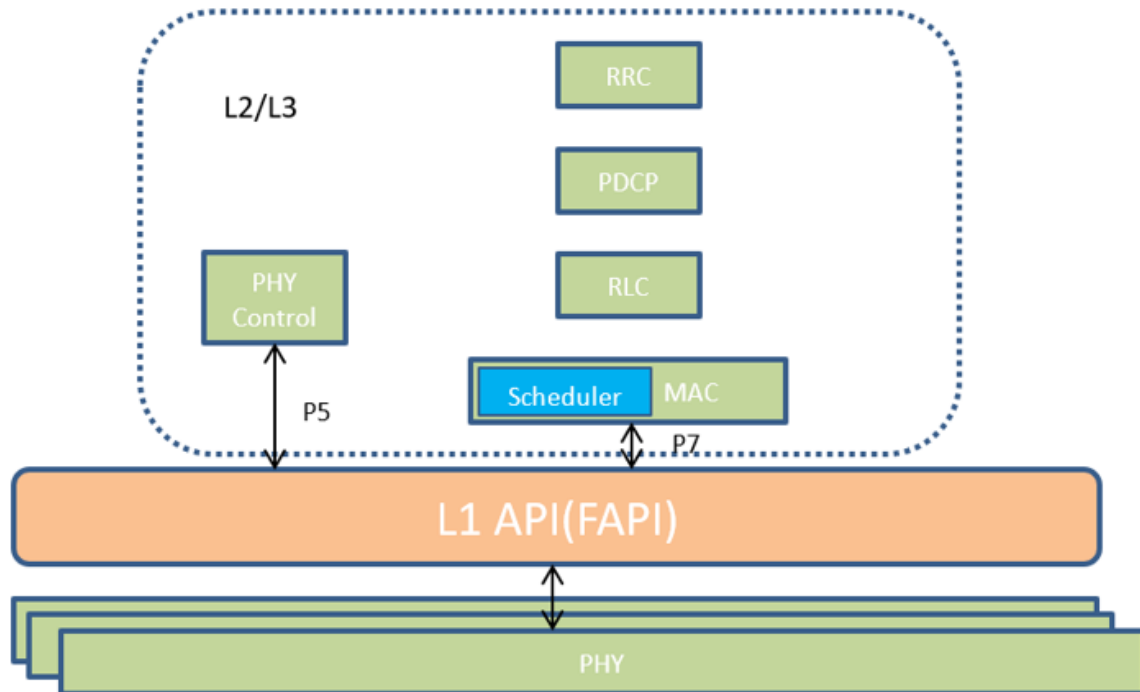 RRC
L2/L3
PDCP
PHY
Control
RLC
Scheduler
MAC
P5
P7
L1 API(FAPI)
PHY